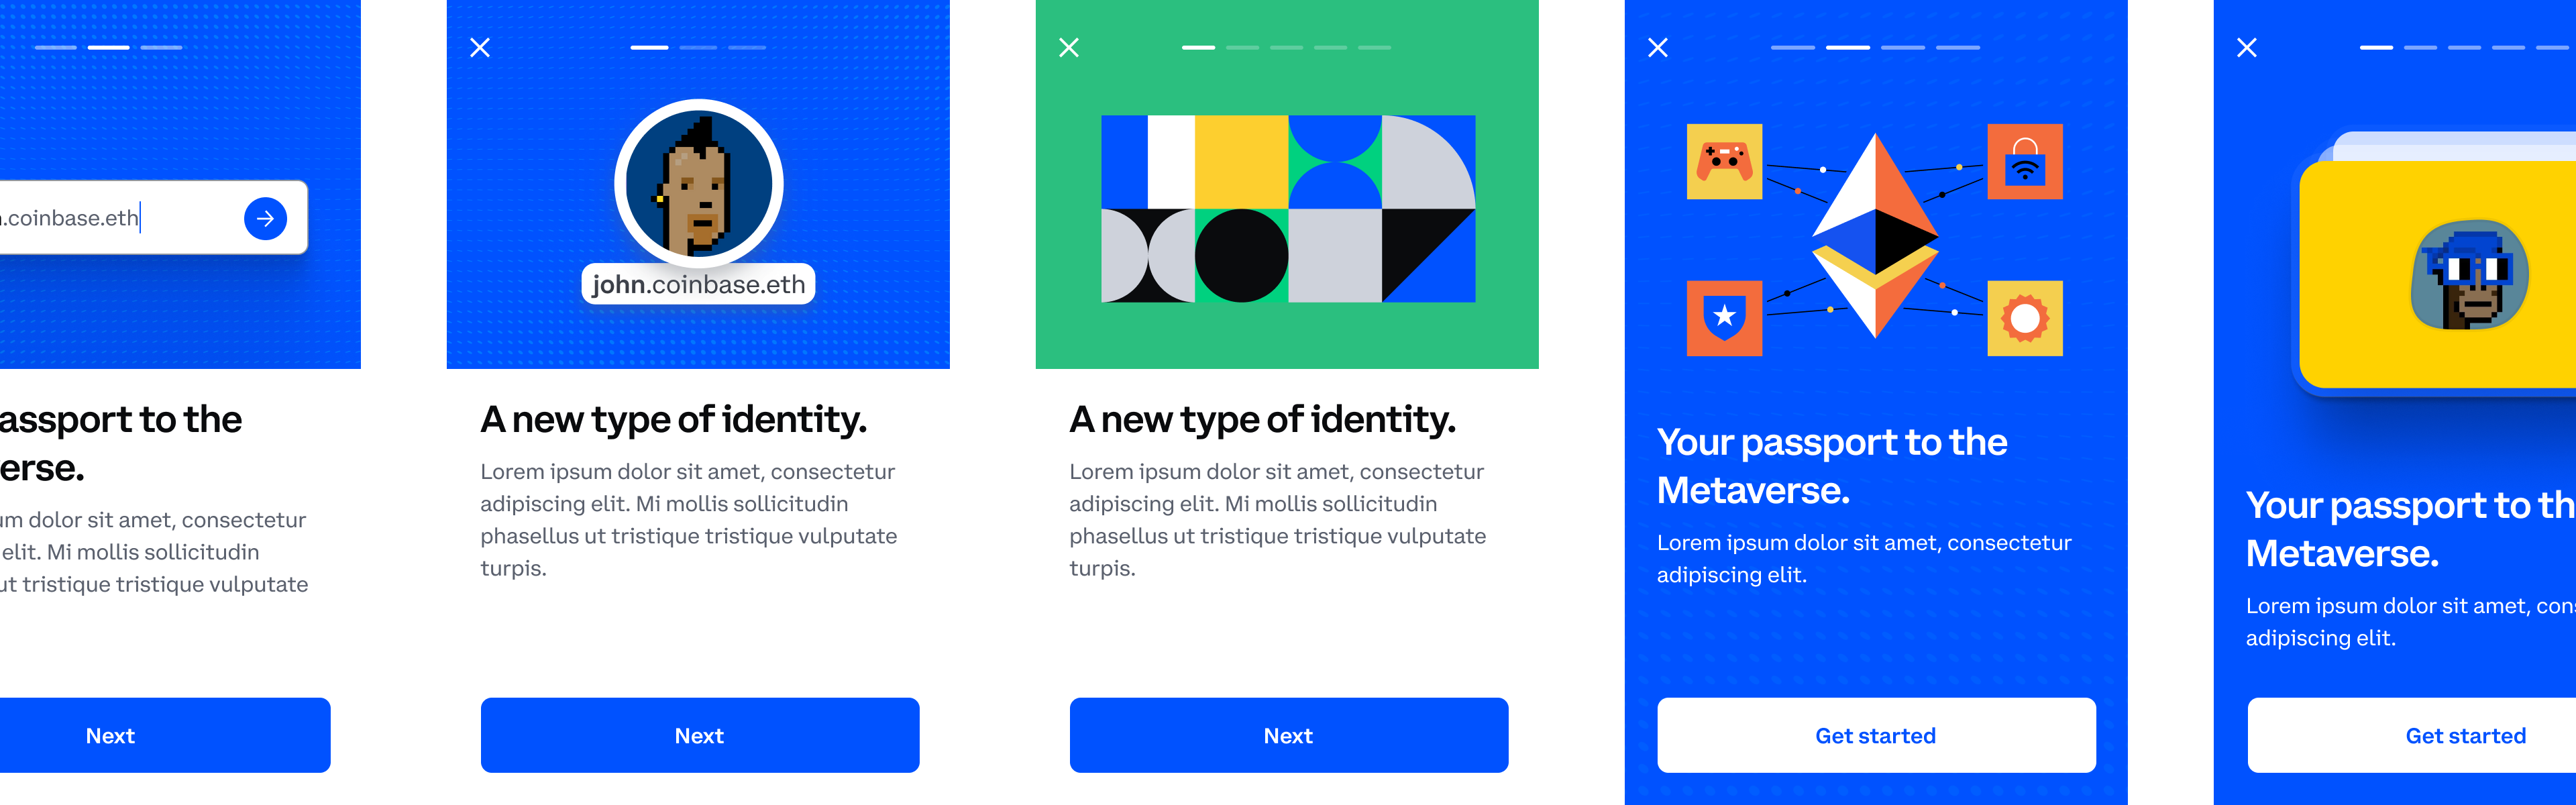 .coinbase.eth
assport to the
erse.
m dolor sit amet, consectetur
elit. Mi mollis sollicitudin
ut tristique tristique vulputate
Next
john.coinbase.eth
A new type of identity.
Lorem ipsum dolor sit amet, consectetur
adipiscing elit. Mi mollis sollicitudin
phasellus ut tristique tristique vulputate
turpis.
Next
A new type of identity.
Lorem ipsum dolor sit amet, consectetur
adipiscing elit. Mi mollis sollicitudin
phasellus ut tristique tristique vulputate
turpis.
Next
Your passport to the
Metaverse.
Lorem ipsum dolor sit amet, consectetur
adipiscing elit.
Get started
Your passport to th
Metaverse.
Lorem ipsum dolor sit amet, con
adipiscing elit.
Get started